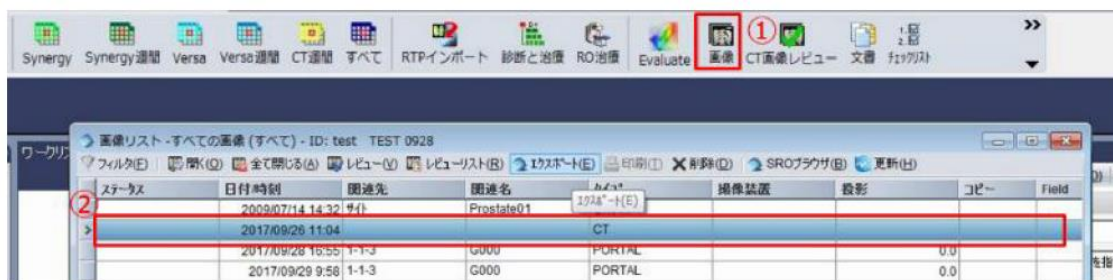 ①
Synergy Synergy週間 Versa Versa週間 CT週間 すべて RTPインポート 診断と治療 RO治療 Evaluate 画像 CT画像レビュー 文書 チェックリスト
画像リスト -すべての画像 (すべて) - ID: test TEST 0928
フィルタ(F) 開く(O) 全て閉じる(A) レビュー(V) レビューリスト(R) エクスポート(E) 印刷(T) 削除(D) SROブラウザ(B) 更新(H)
ステータス 日付/時刻 関連先 関連名 撮像装置 投影 コピー Field
エクスポート(E)
②
2009/07/14 14:32 サイト Prostate01
2017/09/26 11:04 CT
2017/09/28 16:55 1-1-3 G000 PORTAL 0.0
2017/09/29 9:58 1-1-3 G000 PORTAL 0.0